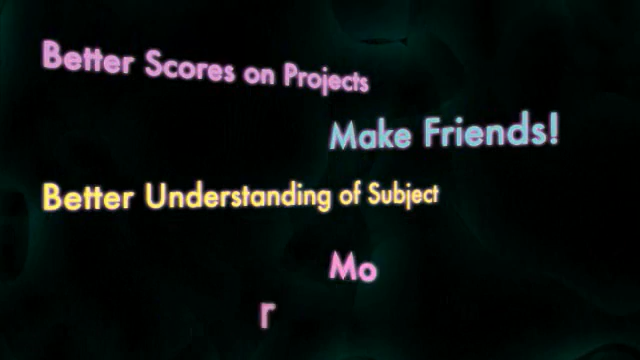 Better Scores on Projects
Make Friends!
Better Understanding of Subject
Mo
r